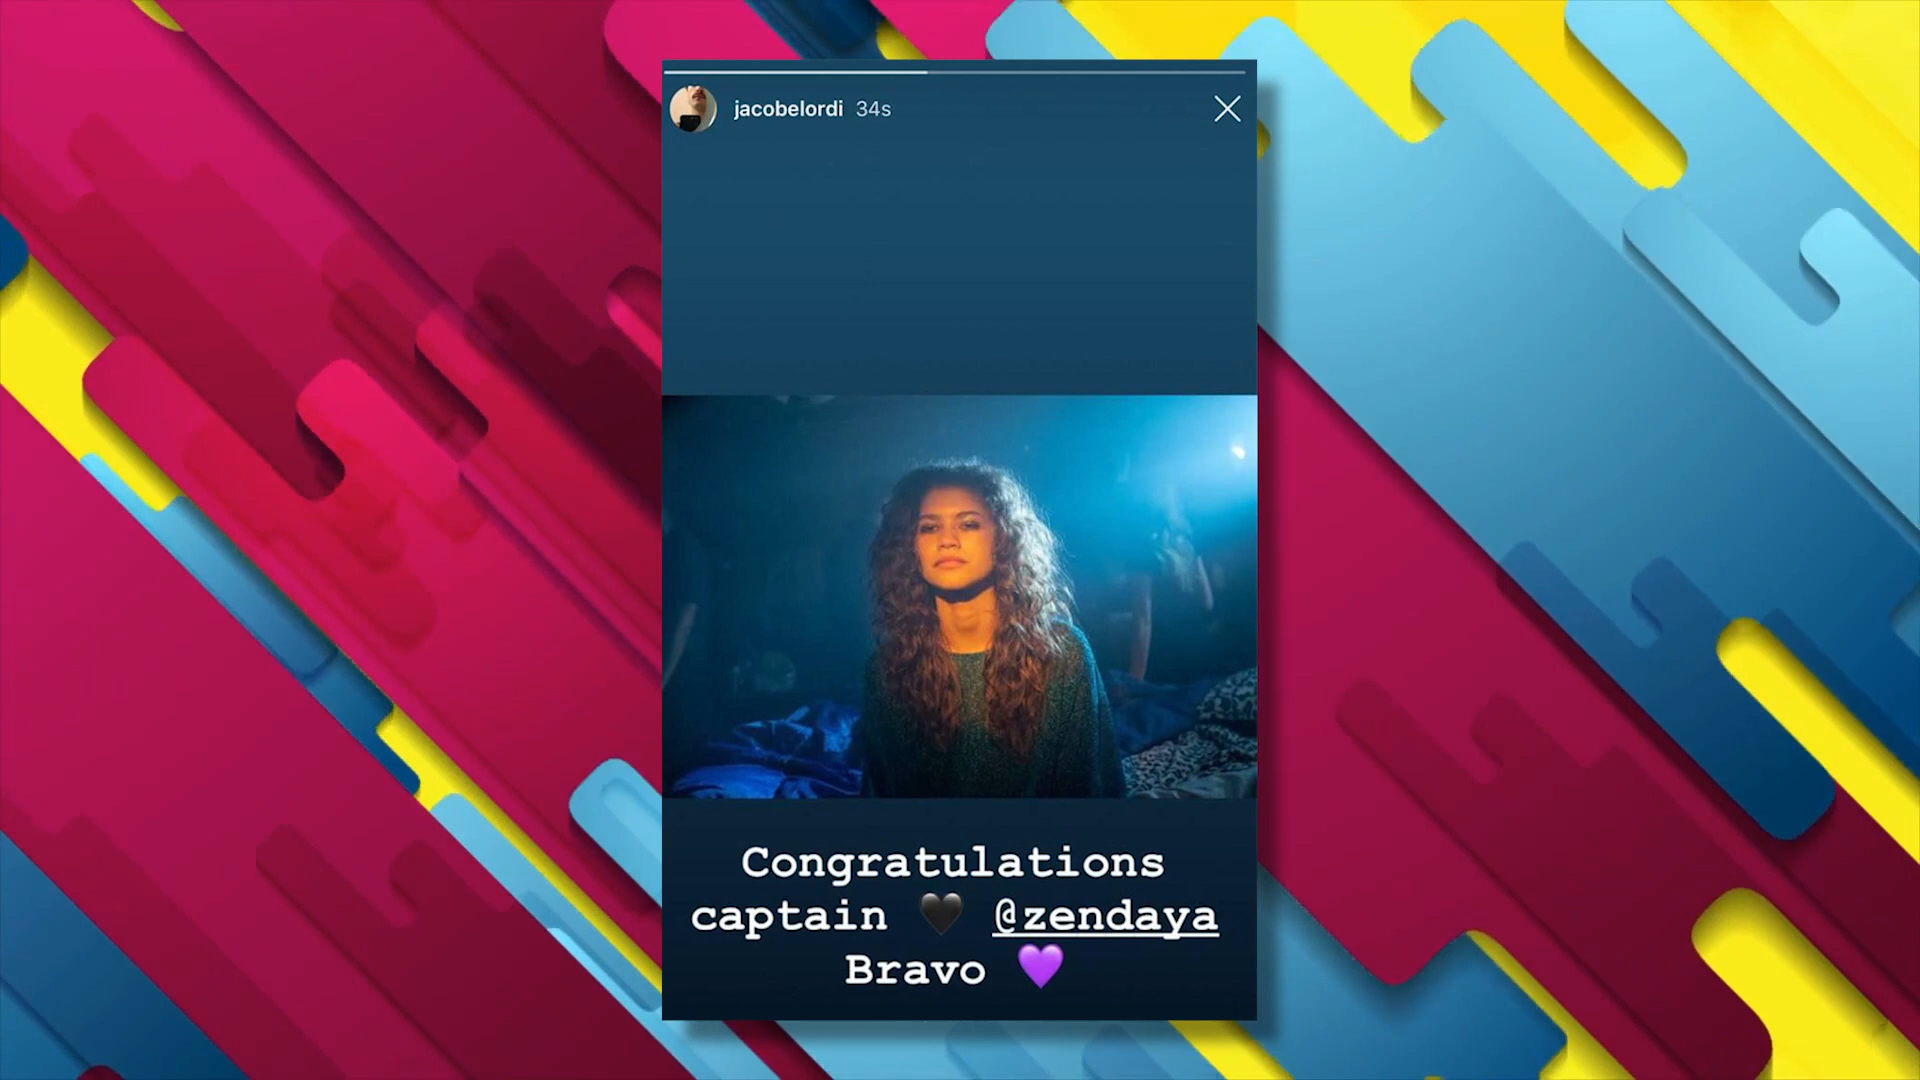 jacobelordi 34s
Congratulations
captain 🖤 @zendaya
Bravo 💜